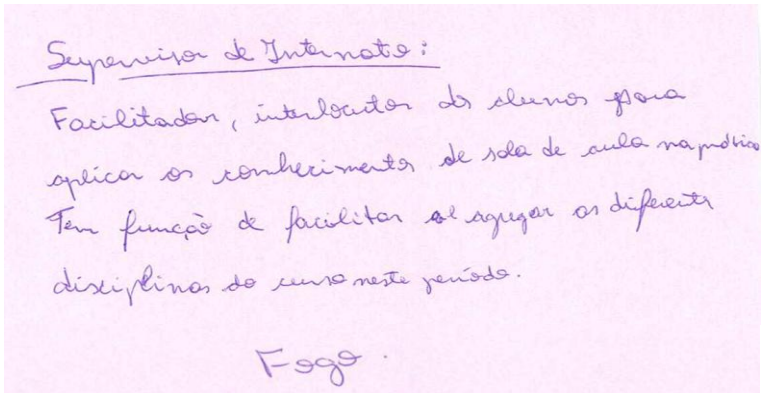 Supervisor de Internato:
Facilitador, interlocutor dos alunos para
aplicar os conhecimentos de sala de aula na prática
Tem função de facilitar e agregar as diferentes
disciplinas do curso neste período.
Fogo.